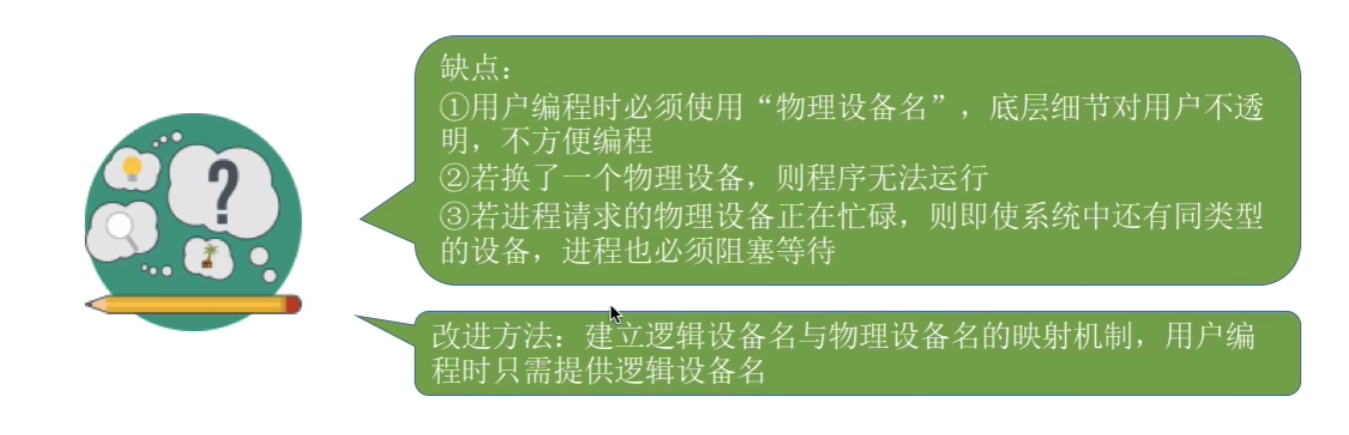 ?
缺点：
①用户编程时必须使用“物理设备名”，底层细节对用户不透
明，不方便编程
②若换了一个物理设备，则程序无法运行
③若进程请求的物理设备正在忙碌，则即使系统中还有同类型
的设备，进程也必须阻塞等待
改进方法：建立逻辑设备名与物理设备名的映射机制，用户编
程时只需提供逻辑设备名